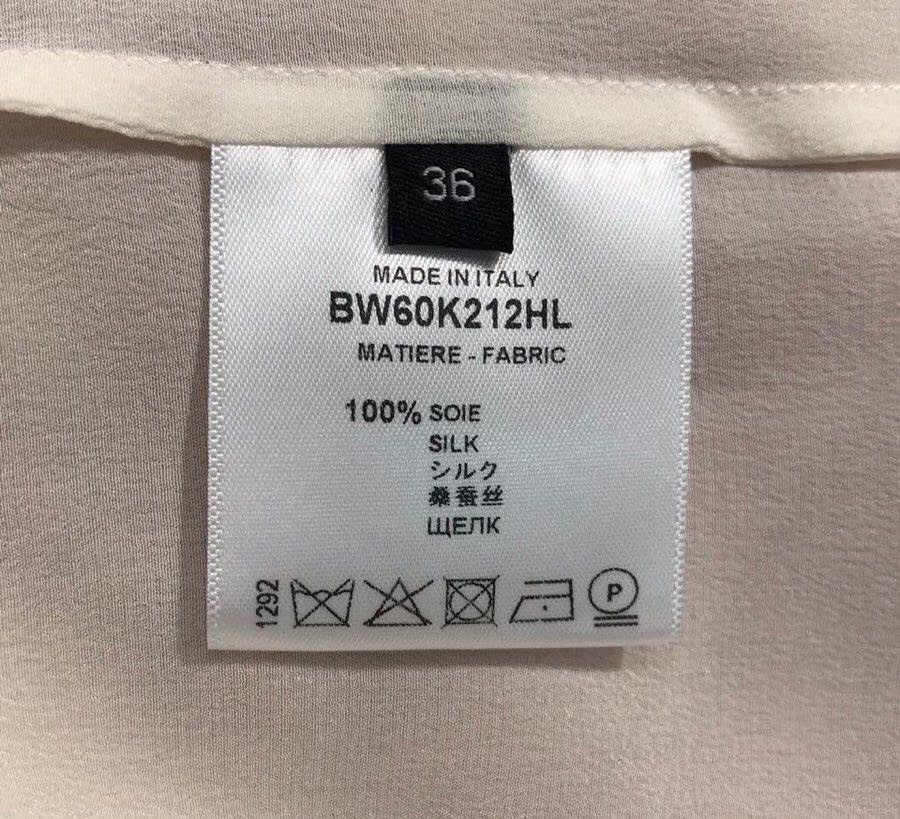 36
MADE IN ITALY
BW60K212HL
MATIERE - FABRIC
100% SOIE
SILK
シルク
桑蚕丝
ЩЕЛК
1292
P